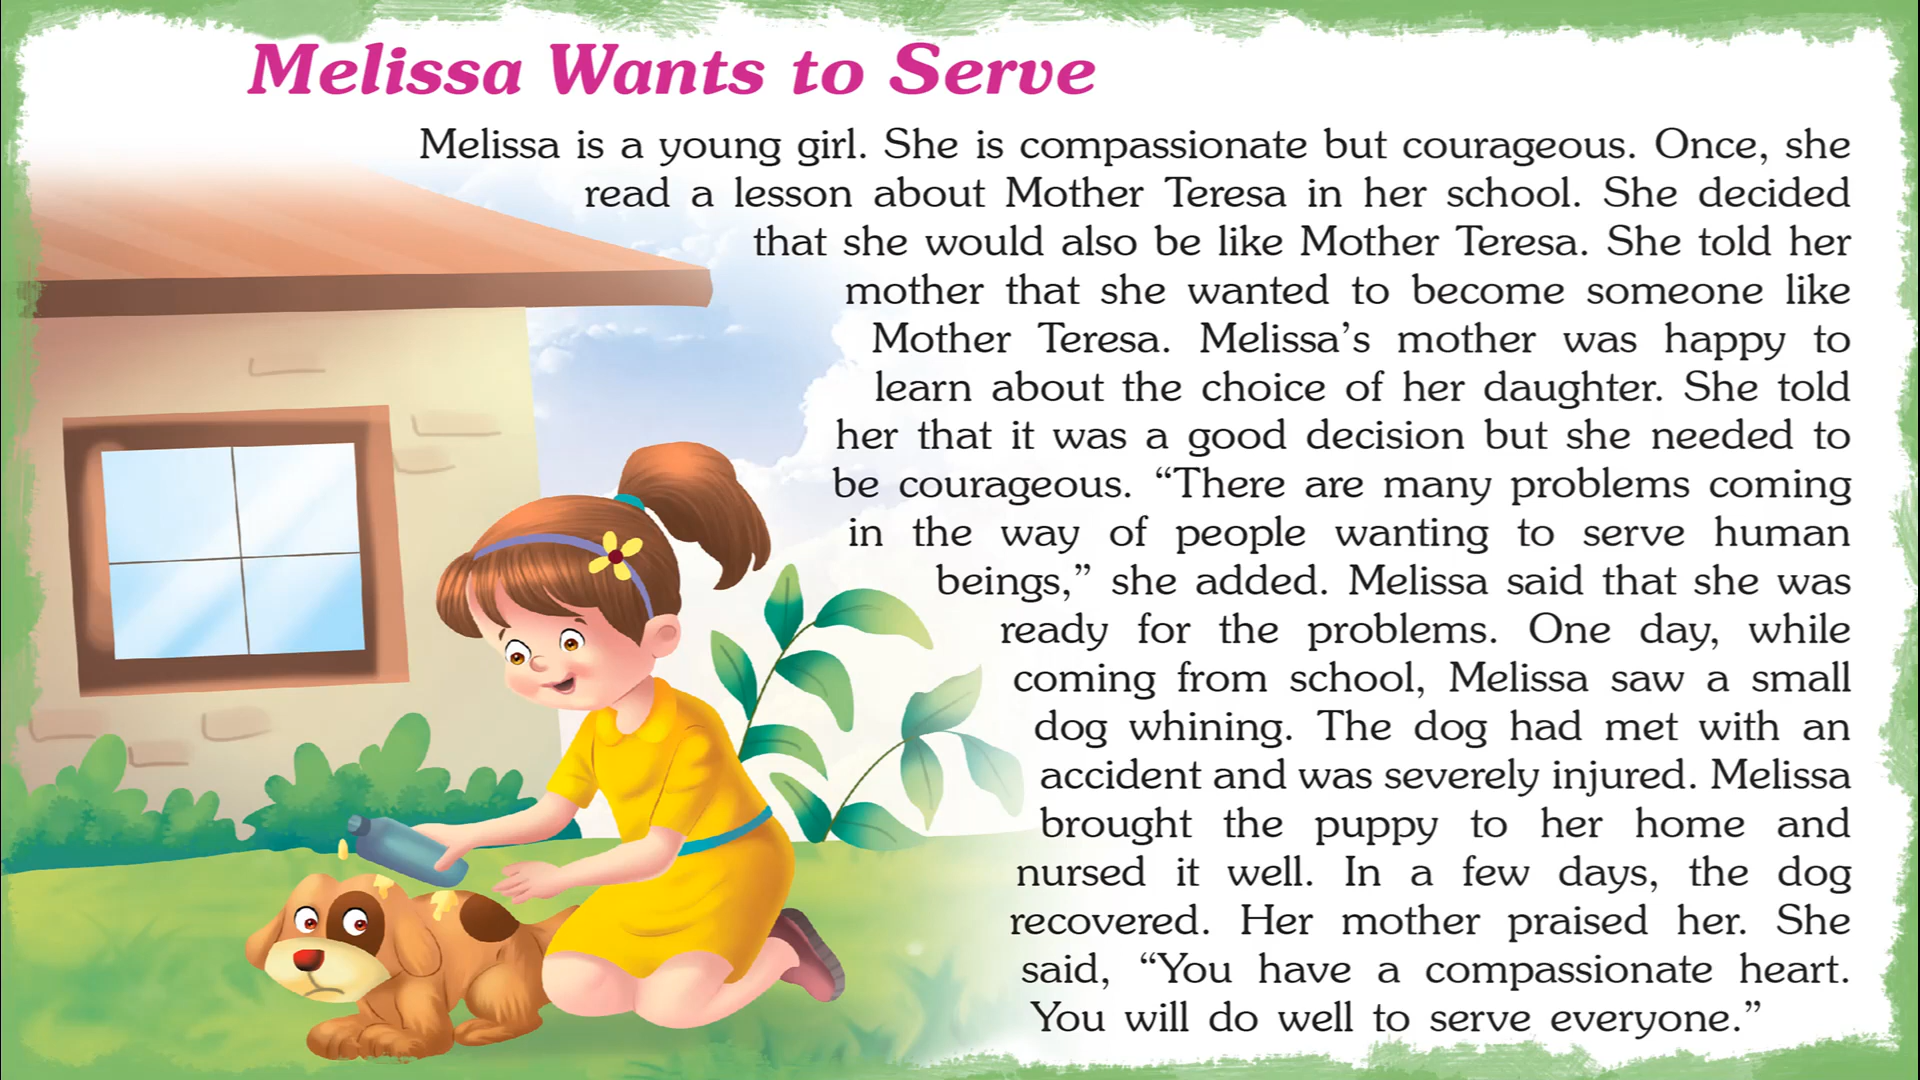 Melissa Wants to Serve
Melissa is a young girl. She is compassionate but courageous. Once, she
read a lesson about Mother Teresa in her school. She decided
that she would also be like Mother Teresa. She told her
mother that she wanted to become someone like
Mother Teresa. Melissa’s mother was happy to
learn about the choice of her daughter. She told
her that it was a good decision but she needed to
be courageous. “There are many problems coming
in the way of people wanting to serve human
beings,” she added. Melissa said that she was
ready for the problems. One day, while
coming from school, Melissa saw a small
dog whining. The dog had met with an
accident and was severely injured. Melissa
brought the puppy to her home and
nursed it well. In a few days, the dog
recovered. Her mother praised her. She
said, “You have a compassionate heart.
You will do well to serve everyone.”